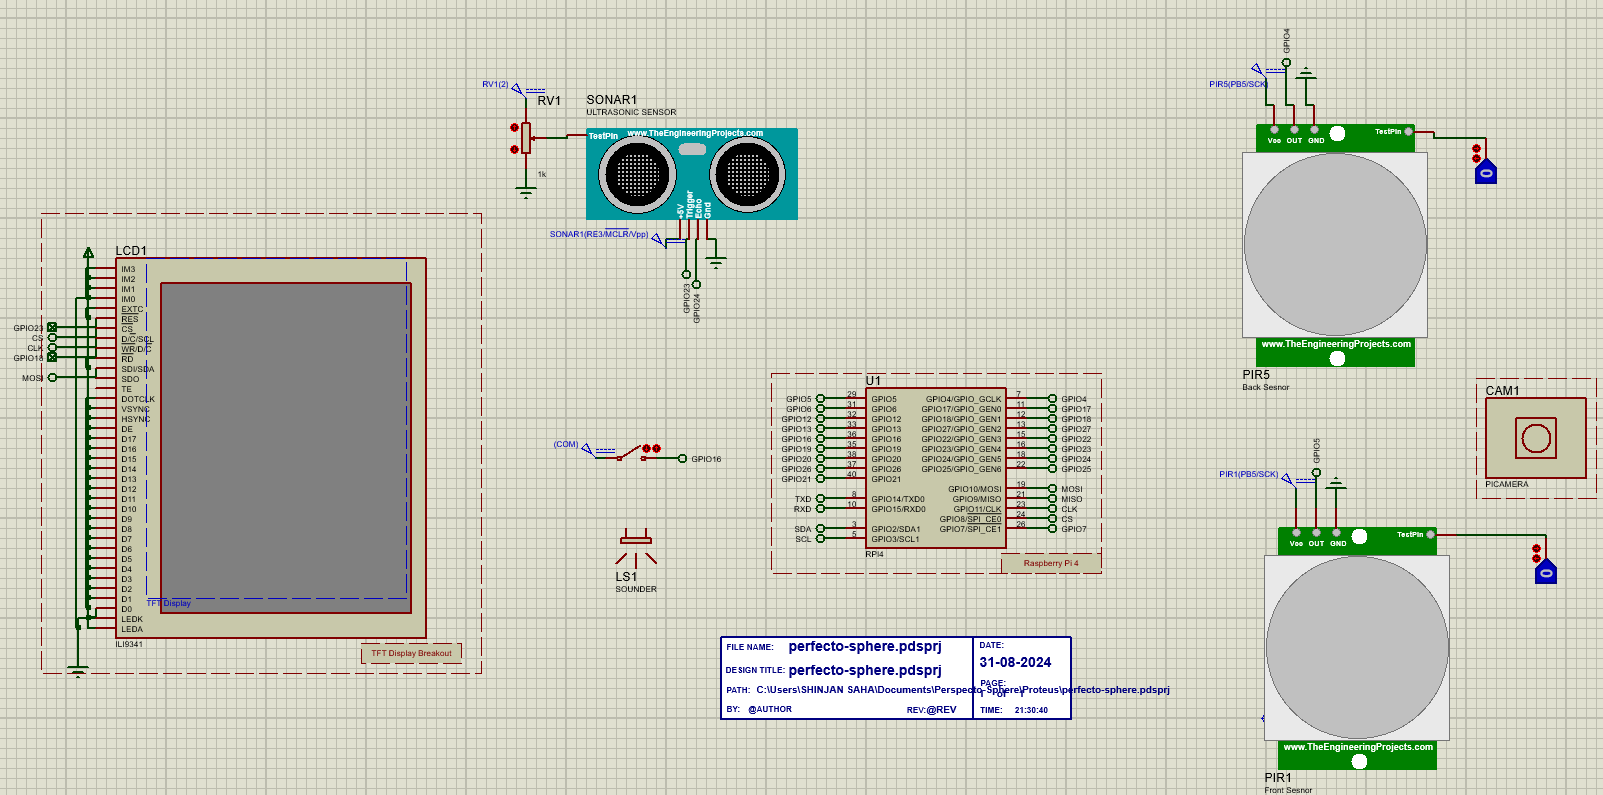 GPIO4
PIR5(PB5/SCK)
RV1(2)
RV1
1k
SONAR1
ULTRASONIC SENSOR
TestPin
www.TheEngineeringProjects.com
+5V
Trigger
Echo
Gnd
SONAR1(RE3/MCLR/Vpp)
GPIO23
GPIO24
Vcc OUT GND
TestPin
0
www.TheEngineeringProjects.com
PIR5
Back Sesnor
LCD1
IM3
IM2
IM1
IM0
EXTC
RES
CS
D/C/SCL
WR/D/C
RD
SDI/SDA
SDO
TE
DOTCLK
VSYNC
HSYNC
DE
D17
D16
D15
D14
D13
D12
D11
D10
D9
D8
D7
D6
D5
D4
D3
D2
D1
D0
LEDK
LEDA
GPIO23
CS
CLK
GPIO18
MOSI
TFT Display
ILI9341
TFT Display Breakout
(COM)
GPIO16
LS1
SOUNDER
U1
GPIO5 29 GPIO5 GPIO4/GPIO_GCLK 7 GPIO4
GPIO6 31 GPIO6 GPIO17/GPIO_GEN0 11 GPIO17
GPIO12 32 GPIO12 GPIO18/GPIO_GEN1 12 GPIO18
GPIO13 33 GPIO13 GPIO27/GPIO_GEN2 13 GPIO27
GPIO16 36 GPIO16 GPIO22/GPIO_GEN3 15 GPIO22
GPIO19 35 GPIO19 GPIO23/GPIO_GEN4 16 GPIO23
GPIO20 38 GPIO20 GPIO24/GPIO_GEN5 18 GPIO24
GPIO26 37 GPIO26 GPIO25/GPIO_GEN6 22 GPIO25
GPIO21 40 GPIO21
GPIO10/MOSI 19 MOSI
TXD 8 GPIO14/TXD0 GPIO9/MISO 21 MISO
RXD 10 GPIO15/RXD0 GPIO11/CLK 23 CLK
GPIO8/SPI_CE0 24 CS
SDA 3 GPIO2/SDA1 GPIO7/SPI_CE1 26 GPIO7
SCL 5 GPIO3/SCL1
RPI4
Raspberry Pi 4
CAM1
PICAMERA
GPIO5
PIR1(PB5/SCK)
Vcc OUT GND
TestPin
0
www.TheEngineeringProjects.com
PIR1
Front Sesnor
FILE NAME: perfecto-sphere.pdsprj
DESIGN TITLE: perfecto-sphere.pdsprj
PATH: C:\Users\SHINJAN SAHA\Documents\Perspecto-Sphere\Proteus\perfecto-sphere.pdsprj
BY: @AUTHOR REV:@REV
DATE:
31-08-2024
PAGE:
1 of 1
TIME: 21:30:40